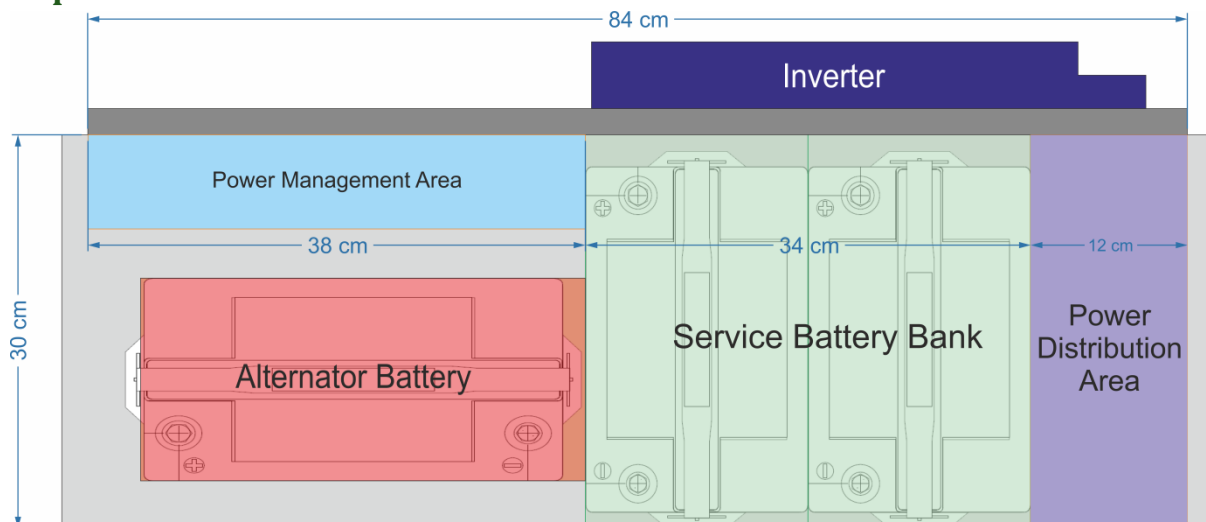 84 cm
Inverter
Power Management Area
38 cm
34 cm
12 cm
30 cm
Alternator Battery
Service Battery Bank
Power
Distribution
Area